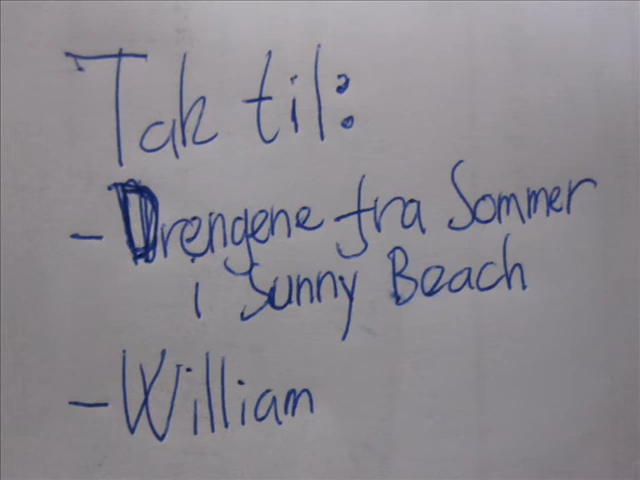 Tak til:
- Drengene fra Sommer
i Sunny Beach
- William